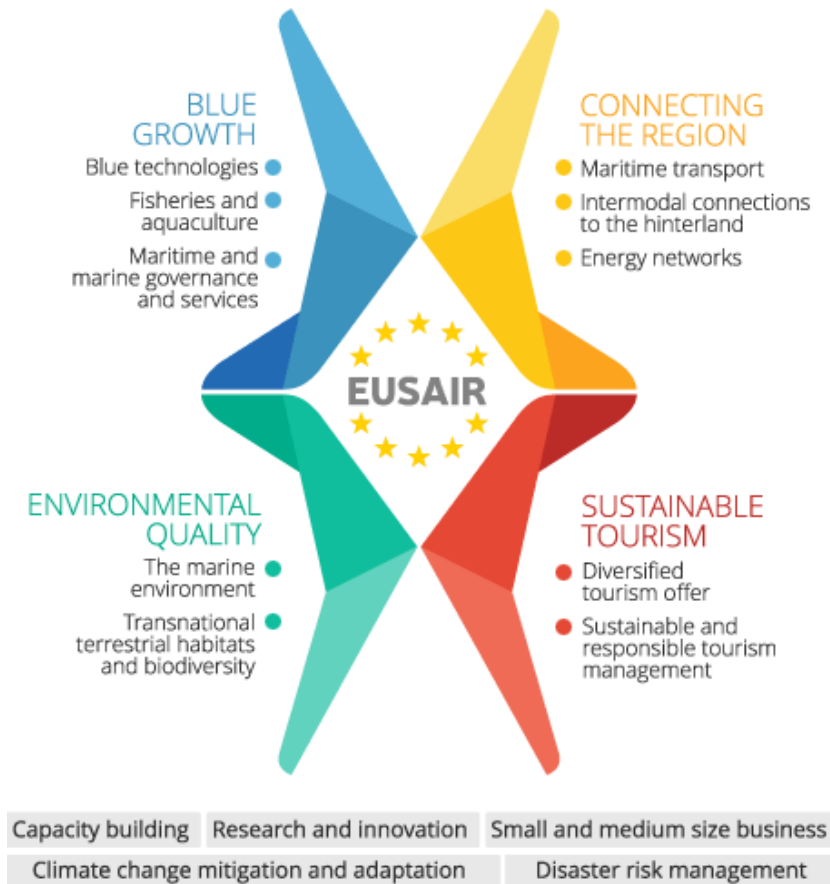 BLUE
GROWTH
Blue technologies
Fisheries and
aquaculture
Maritime and
marine governance
and services
CONNECTING
THE REGION
Maritime transport
Intermodal connections
to the hinterland
Energy networks
EUSAIR
ENVIRONMENTAL
QUALITY
The marine
environment
Transnational
terrestrial habitats
and biodiversity
SUSTAINABLE
TOURISM
Diversified
tourism offer
Sustainable and
responsible tourism
management
Capacity building
Research and innovation
Small and medium size business
Climate change mitigation and adaptation
Disaster risk management